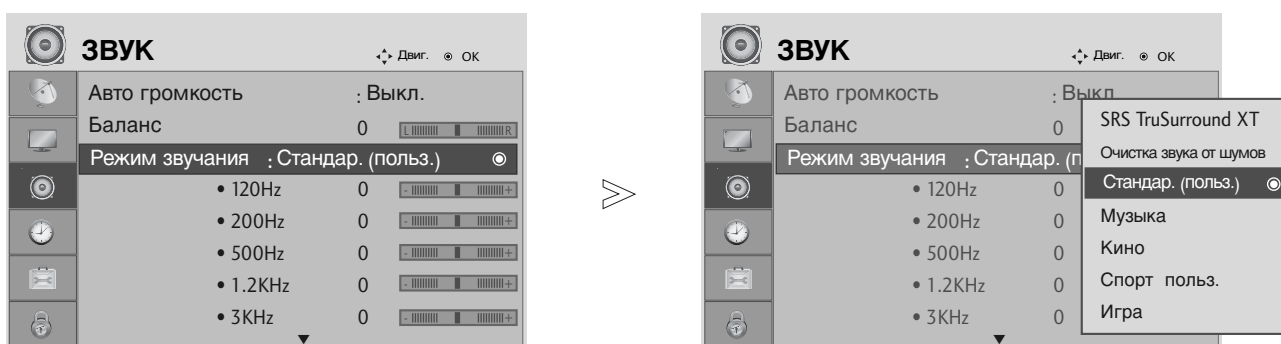 ЗВУК
Двиг. OK
Авто громкость : Выкл.
Баланс 0 L R
Режим звучания : Стандар. (польз.)
• 120Hz 0 - +
• 200Hz 0 - +
• 500Hz 0 - +
• 1.2KHz 0 - +
• 3KHz 0 - +
ЗВУК
Двиг. OK
Авто громкость : Выкл
Баланс 0
Режим звучания : Стандар. (п
• 120Hz 0
• 200Hz 0
• 500Hz 0
• 1.2KHz 0
• 3KHz 0
SRS TruSurround XT
Очистка звука от шумов
Стандар. (польз.)
Музыка
Кино
Спорт польз.
Игра